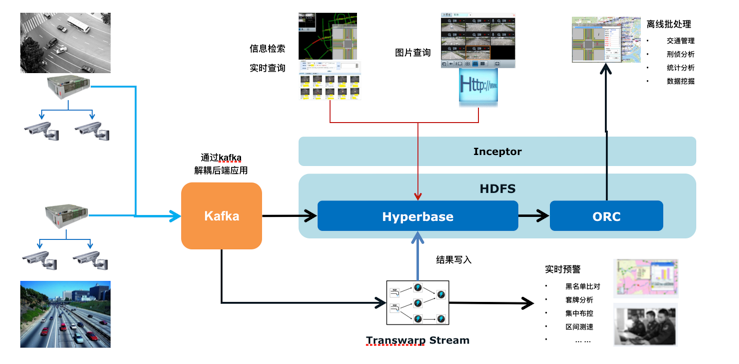 信息检索
实时查询
图片查询
Http://
离线批处理
• 交通管理
• 刑侦分析
• 统计分析
• 数据挖掘
通过kafka
解耦后端应用
Inceptor
HDFS
Kafka
Hyperbase
ORC
结果写入
实时预警
• 黑名单比对
• 套牌分析
• 集中布控
• 区间测速
• … …
Transwarp Stream